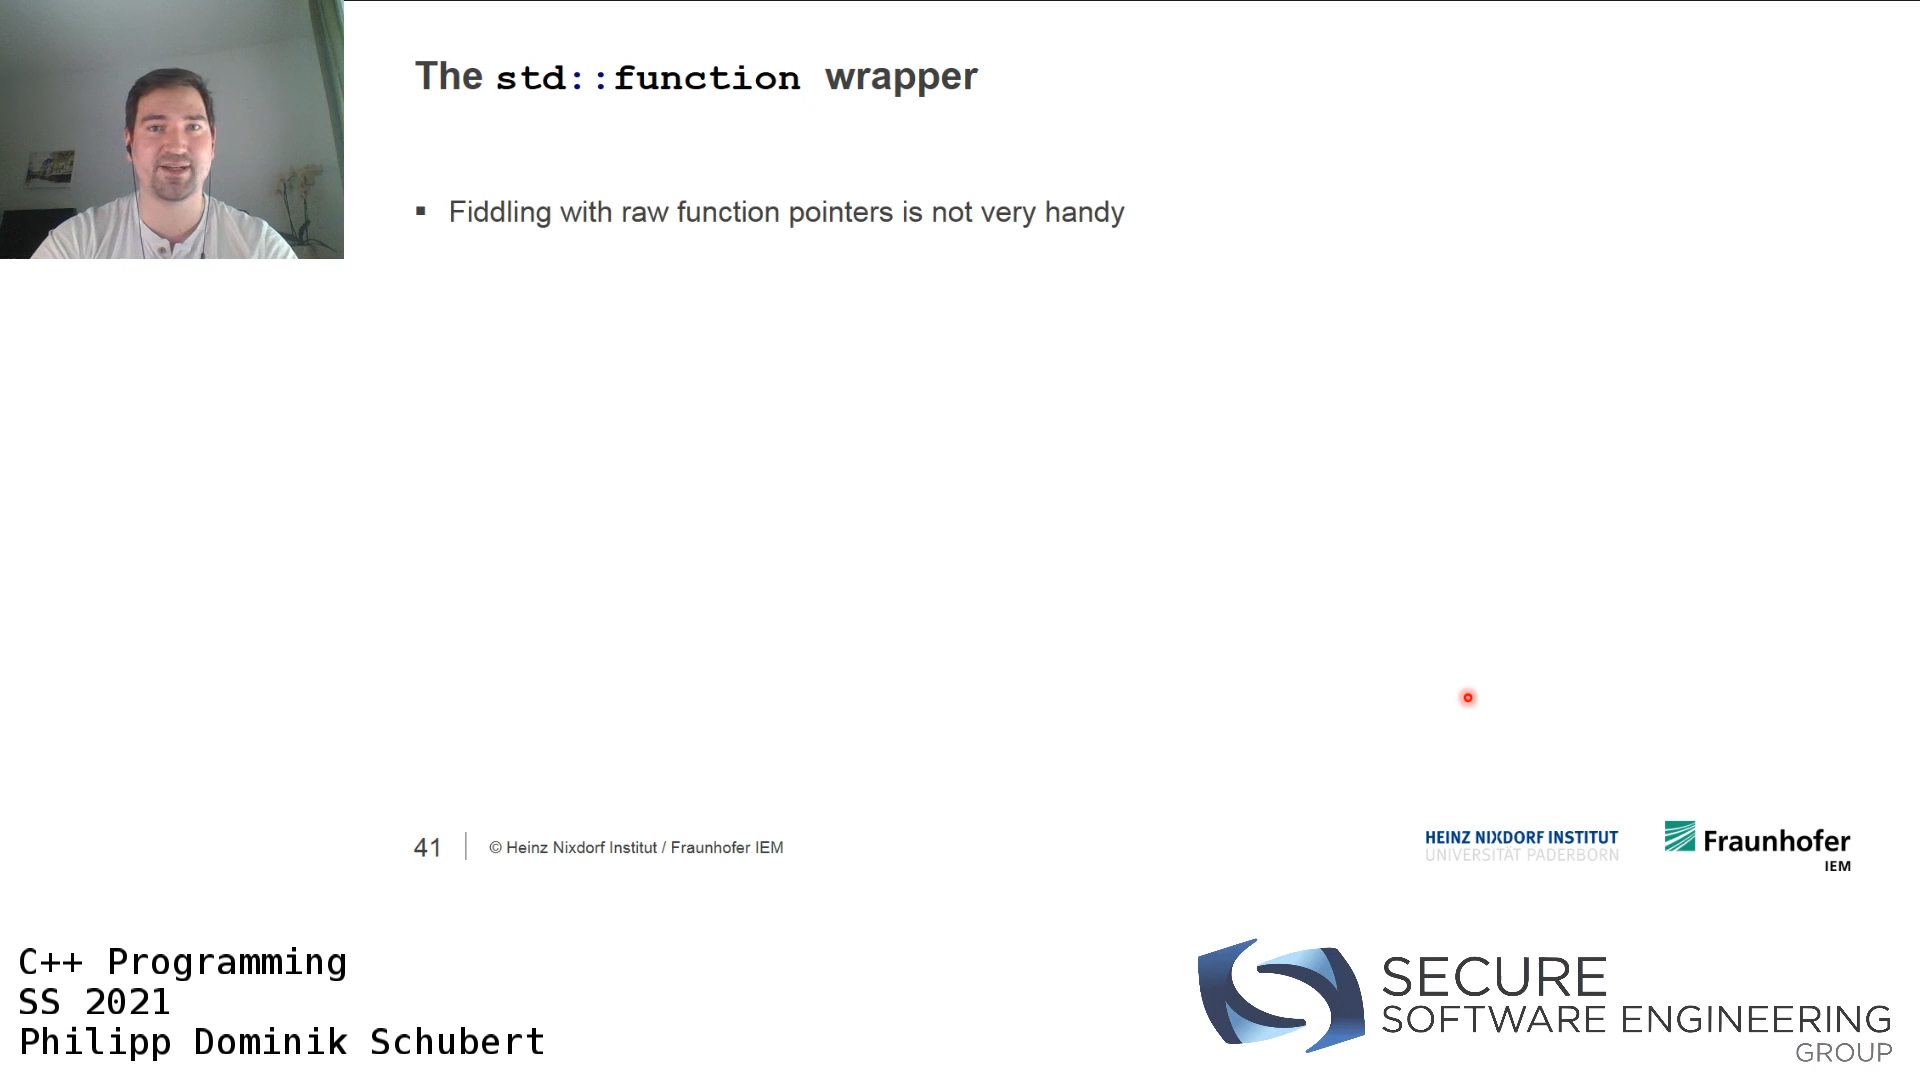 The std::function wrapper
▪ Fiddling with raw function pointers is not very handy
41
© Heinz Nixdorf Institut / Fraunhofer IEM
HEINZ NIXDORF INSTITUT
UNIVERSITÄT PADERBORN
Fraunhofer
IEM
C++ Programming
SS 2021
Philipp Dominik Schubert
SECURE
SOFTWARE ENGINEERING
GROUP